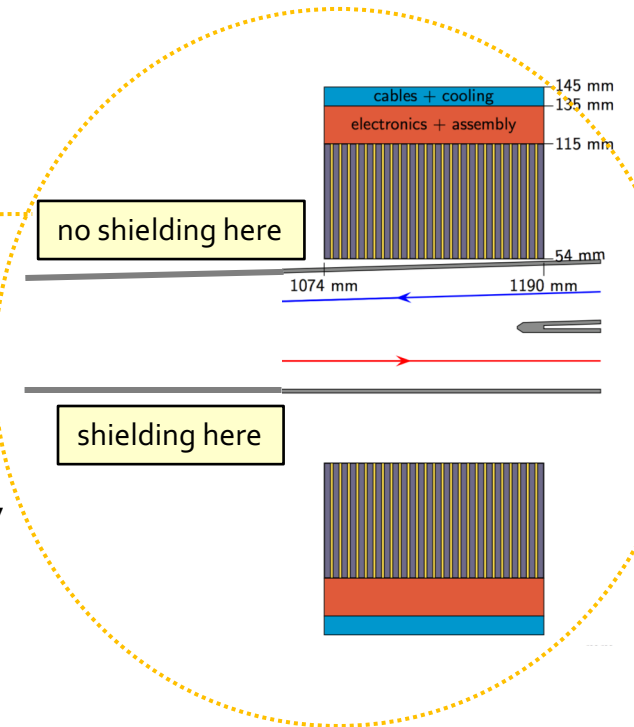 145 mm
cables + cooling
135 mm
electronics + assembly
115 mm
no shielding here
54 mm
1074 mm
1190 mm
shielding here